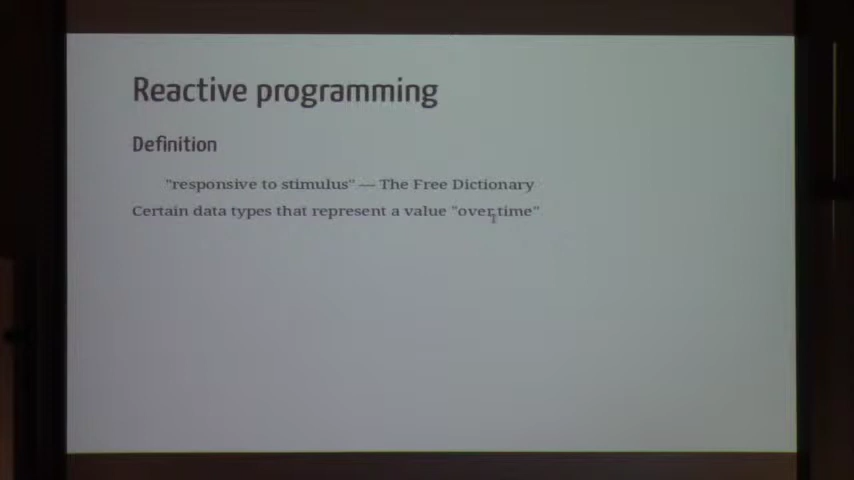 Reactive programming
Definition
"responsive to stimulus" — The Free Dictionary
Certain data types that represent a value "over time"